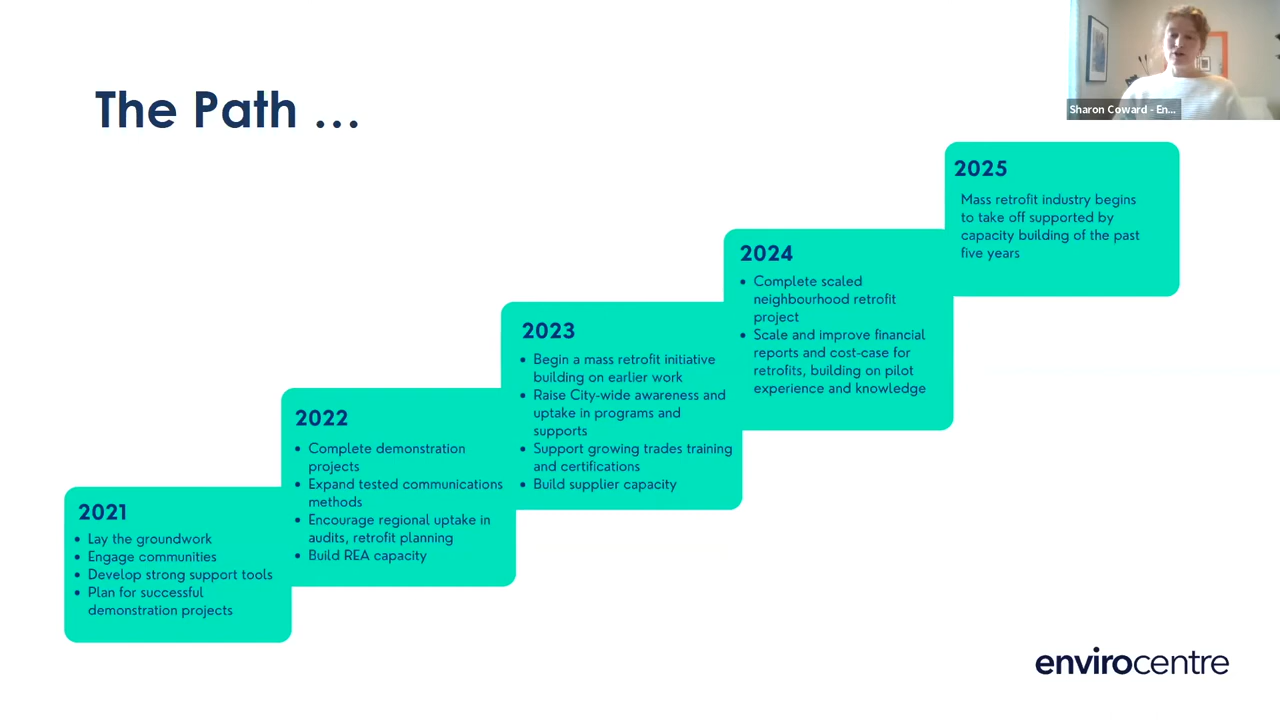 The Path ...
Sharon Coward - En...
2021
• Lay the groundwork
• Engage communities
• Develop strong support tools
• Plan for successful
demonstration projects
2022
• Complete demonstration
projects
• Expand tested communications
methods
• Encourage regional uptake in
audits, retrofit planning
• Build REA capacity
2023
• Begin a mass retrofit initiative
building on earlier work
• Raise City-wide awareness and
uptake in programs and
supports
• Support growing trades training
and certifications
• Build supplier capacity
2024
• Complete scaled
neighbourhood retrofit
project
• Scale and improve financial
reports and cost-case for
retrofits, building on pilot
experience and knowledge
2025
Mass retrofit industry begins
to take off supported by
capacity building of the past
five years
envirocentre